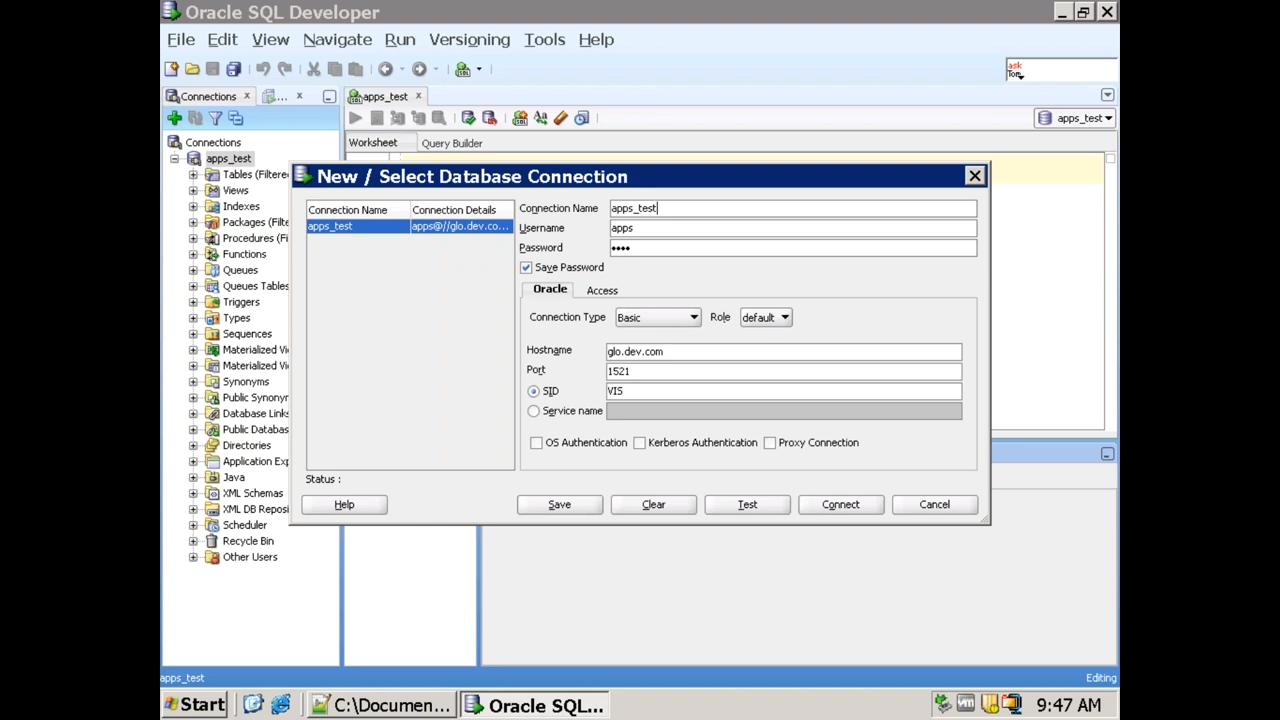 Oracle SQL Developer
File Edit View Navigate Run Versioning Tools Help
ask
Tom
Connections
...
apps_test
apps_test
Connections
Worksheet
Query Builder
apps_test
Tables (Filtere
Views
Indexes
Packages (Filte
Procedures (Fi
Functions
Queues
Queues Tables
Triggers
Types
Sequences
Materialized Vi
Materialized Vi
Synonyms
Public Synonyr
Database Links
Public Databas
Directories
Application Exp
Java
XML Schemas
XML DB Reposi
Scheduler
Recycle Bin
Other Users
New / Select Database Connection
Connection Name Connection Details
apps_test apps@//glo.dev.co...
Connection Name apps_test
Username apps
Password ••••
Save Password
Oracle Access
Connection Type Basic Role default
Hostname glo.dev.com
Port 1521
SID VIS
Service name
OS Authentication Kerberos Authentication Proxy Connection
Status :
Help Save Clear Test Connect Cancel
apps_test Editing
Start C:\Documen... Oracle SQL... 9:47 AM